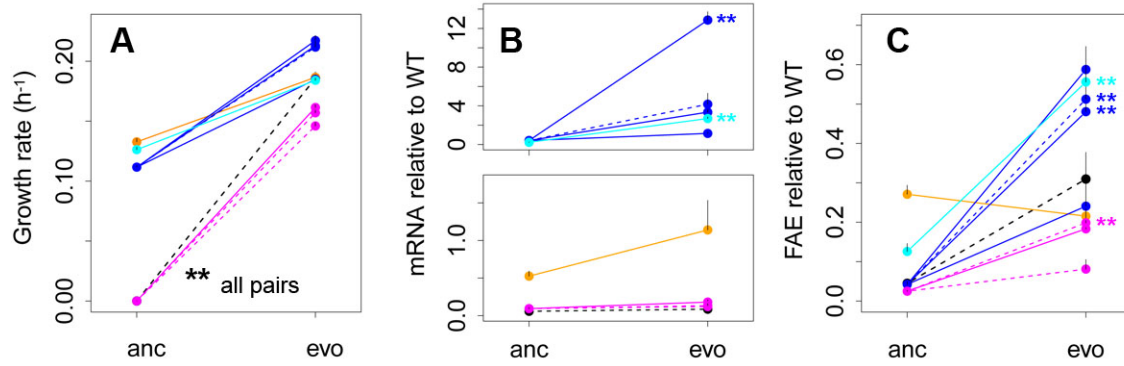 A
Growth rate (h-1)
0.20
0.10
0.00
** all pairs
anc
evo
B
mRNA relative to WT
12
8
4
0
**
**
1.0
0.0
anc
evo
C
FAE relative to WT
0.6
0.4
0.2
0.0
**
**
**
**
anc
evo